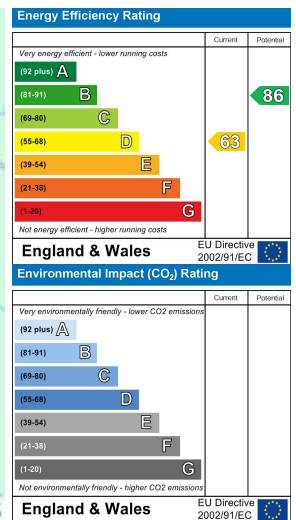 Energy Efficiency Rating
Current Potential
Very energy efficient - lower running costs
(92 plus) A
(81-91) B
86
(69-80) C
(55-68) D
63
(39-54) E
(21-38) F
(1-20) G
Not energy efficient - higher running costs
England & Wales
EU Directive
2002/91/EC
Environmental Impact (CO₂) Rating
Current Potential
Very environmentally friendly - lower CO2 emissions
(92 plus) A
(81-91) B
(69-80) C
(55-68) D
(39-54) E
(21-38) F
(1-20) G
Not environmentally friendly - higher CO2 emissions
England & Wales
EU Directive
2002/91/EC